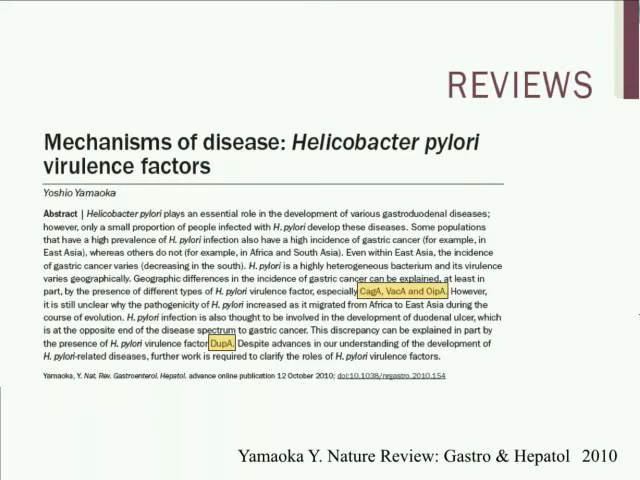 REVIEWS
Mechanisms of disease: Helicobacter pylori
virulence factors
Yoshio Yamaoka
Abstract | Helicobacter pylori plays an essential role in the development of various gastroduodenal diseases;
however, only a small proportion of people infected with H. pylori develop these diseases. Some populations
that have a high prevalence of H. pylori infection also have a high incidence of gastric cancer (for example, in
East Asia), whereas others do not (for example, in Africa and South Asia). Even within East Asia, the incidence
of gastric cancer varies (decreasing in the south). H. pylori is a highly heterogeneous bacterium and its virulence
varies geographically. Geographic differences in the incidence of gastric cancer can be explained, at least in
part, by the presence of different types of H. pylori virulence factor, especially CagA, VacA and OipA. However,
it is still unclear why the pathogenicity of H. pylori increased as it migrated from Africa to East Asia during the
course of evolution. H. pylori infection is also thought to be involved in the development of duodenal ulcer, which
is at the opposite end of the disease spectrum to gastric cancer. This discrepancy can be explained in part by
the presence of H. pylori virulence factor DupA. Despite advances in our understanding of the development of
H. pylori-related diseases, further work is required to clarify the roles of H. pylori virulence factors.
Yamaoka, Y. Nat. Rev. Gastroenterol. Hepatol. advance online publication 12 October 2010; doi:10.1038/nrgastro.2010.154
Yamaoka Y. Nature Review: Gastro & Hepatol 2010